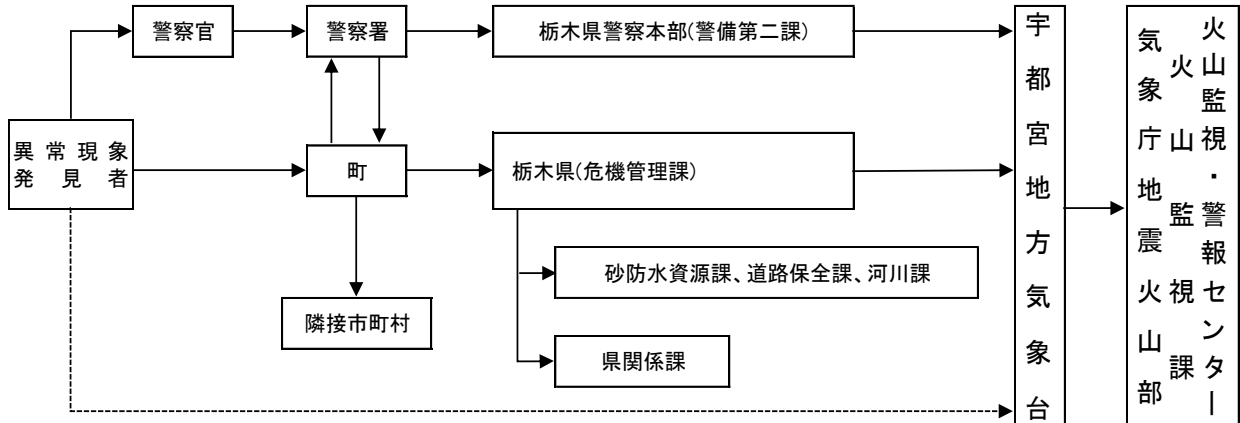 警察官
警察署
栃木県警察本部(警備第二課)
異常現象
発見者
町
栃木県(危機管理課)
砂防水資源課、道路保全課、河川課
隣接市町村
県関係課
宇都宮地方気象台
気象庁地震火山部
火山監視課
火山監視・警報センター